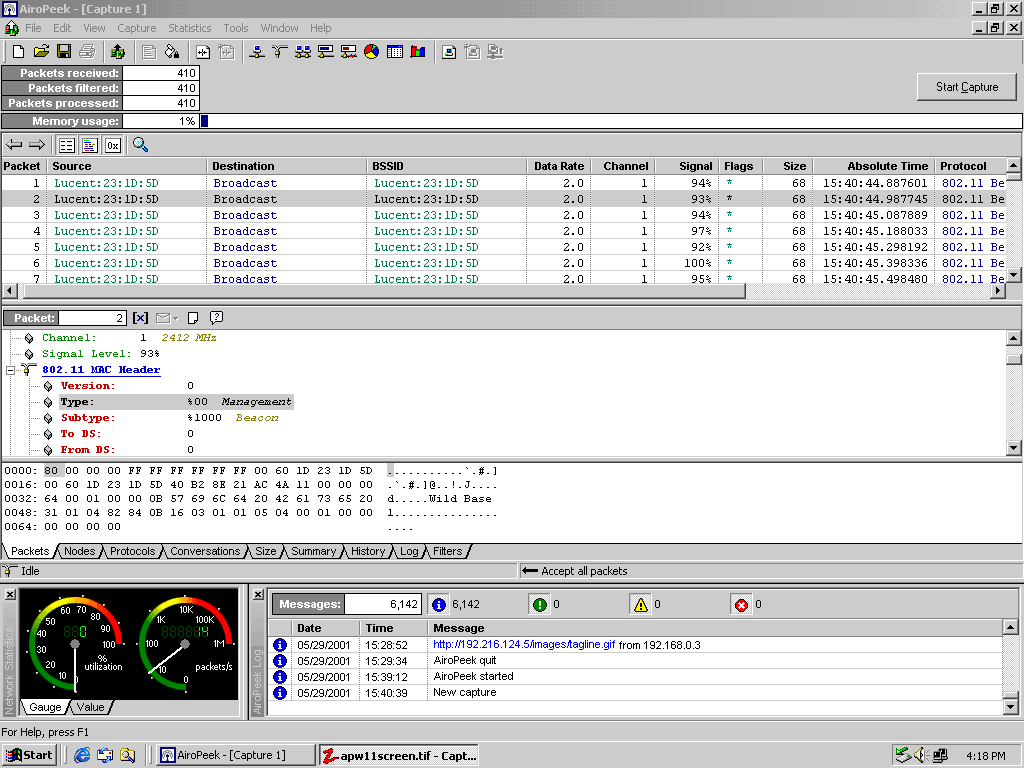 AiroPeek - [Capture 1]
File Edit View Capture Statistics Tools Window Help
Packets received: 410
Packets filtered: 410
Packets processed: 410
Start Capture
Memory usage: 1%
0x
Packet Source Destination BSSID Data Rate Channel Signal Flags Size Absolute Time Protocol
1 Lucent:23:1D:5D Broadcast Lucent:23:1D:5D 2.0 1 94% * 68 15:40:44.887601 802.11 Be
2 Lucent:23:1D:5D Broadcast Lucent:23:1D:5D 2.0 1 93% * 68 15:40:44.987745 802.11 Be
3 Lucent:23:1D:5D Broadcast Lucent:23:1D:5D 2.0 1 94% * 68 15:40:45.087889 802.11 Be
4 Lucent:23:1D:5D Broadcast Lucent:23:1D:5D 2.0 1 97% * 68 15:40:45.188033 802.11 Be
5 Lucent:23:1D:5D Broadcast Lucent:23:1D:5D 2.0 1 92% * 68 15:40:45.298192 802.11 Be
6 Lucent:23:1D:5D Broadcast Lucent:23:1D:5D 2.0 1 100% * 68 15:40:45.398336 802.11 Be
7 Lucent:23:1D:5D Broadcast Lucent:23:1D:5D 2.0 1 95% * 68 15:40:45.498480 802.11 Be
Packet: 2
Channel: 1 2412 MHz
Signal Level: 93%
802.11 MAC Header
Version: 0
Type: %00 Management
Subtype: %1000 Beacon
To DS: 0
From DS: 0
0000: 80 00 00 00 FF FF FF FF FF FF 00 60 1D 23 1D 5D ...........`.#.]
0016: 00 60 1D 23 1D 5D 40 B2 8E 21 AC 4A 11 00 00 00 .`.#.]@..!.J....
0032: 64 00 01 00 00 0B 57 69 6C 64 20 42 61 73 65 20 d.....Wild Base
0048: 31 01 04 82 84 0B 16 03 01 01 05 04 00 01 00 00 1...............
0064: 00 00 00 00 ....
Packets Nodes Protocols Conversations Size Summary History Log Filters
Idle Accept all packets
Network Statistics
0 10 20 30 40 50 60 70 80 90 100
0
% utilization
0 10 100 1K 10K 100K 1M
14
packets/s
Gauge Value
AiroPeek Log
Messages: 6,142 6,142 0 0 0
Date Time Message
05/29/2001 15:28:52 http://192.216.124.5/images/tagline.gif from 192.168.0.3
05/29/2001 15:29:34 AiroPeek quit
05/29/2001 15:39:12 AiroPeek started
05/29/2001 15:40:39 New capture
For Help, press F1
Start AiroPeek - [Capture 1] apw11screen.tif - Capt... 4:18 PM